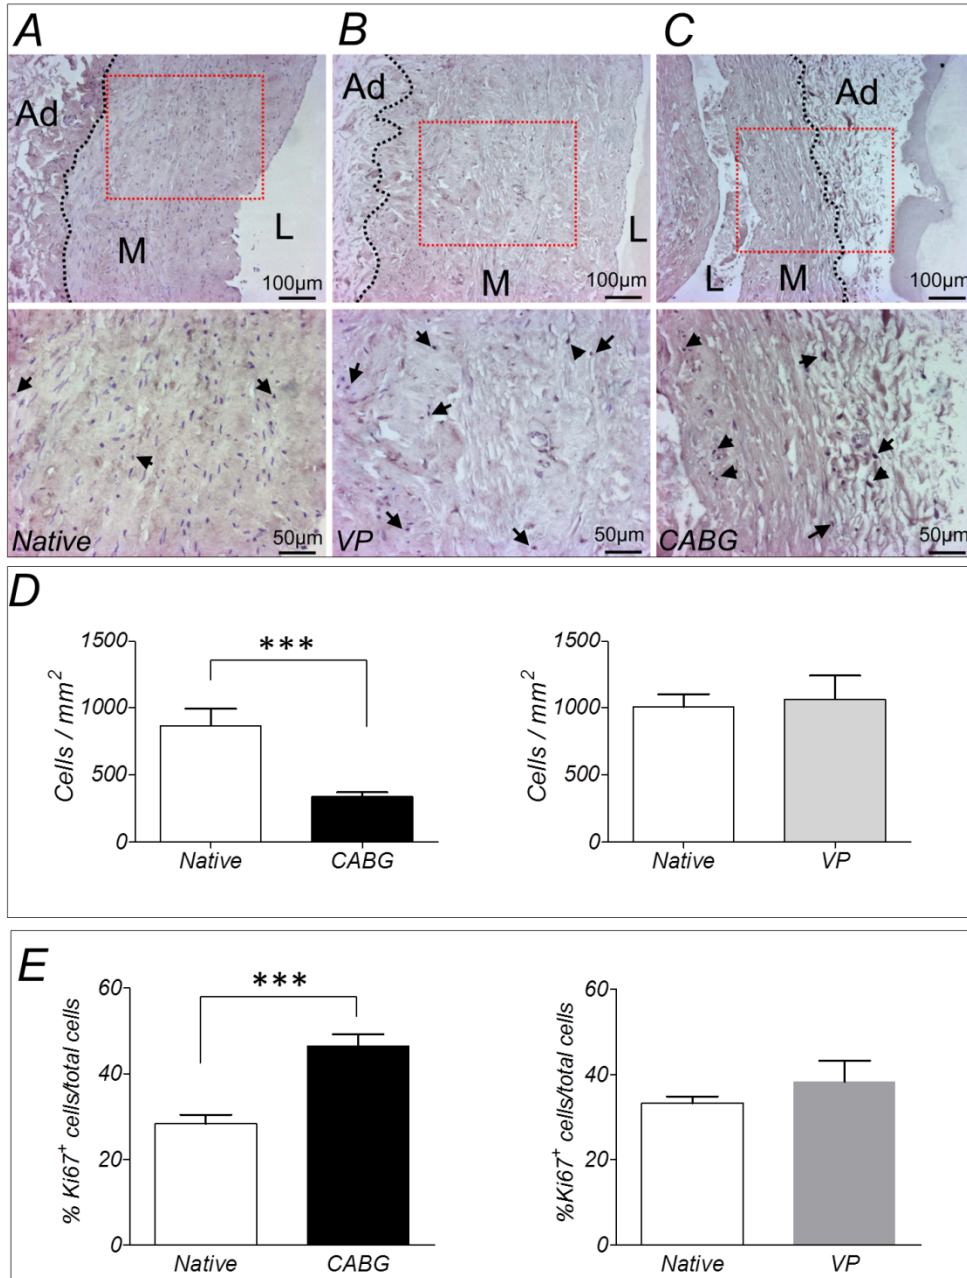 A B C
Ad Ad Ad
M L M L L M
100µm 100µm 100µm
Native VP CABG
50µm 50µm 50µm
D
Cells / mm²
1500
1000
500
0
***
Native CABG
Cells / mm²
1500
1000
500
0
Native VP
E
% Ki67⁺ cells/total cells
60
40
20
0
***
Native CABG
%Ki67⁺ cells/total cells
60
40
20
0
Native VP